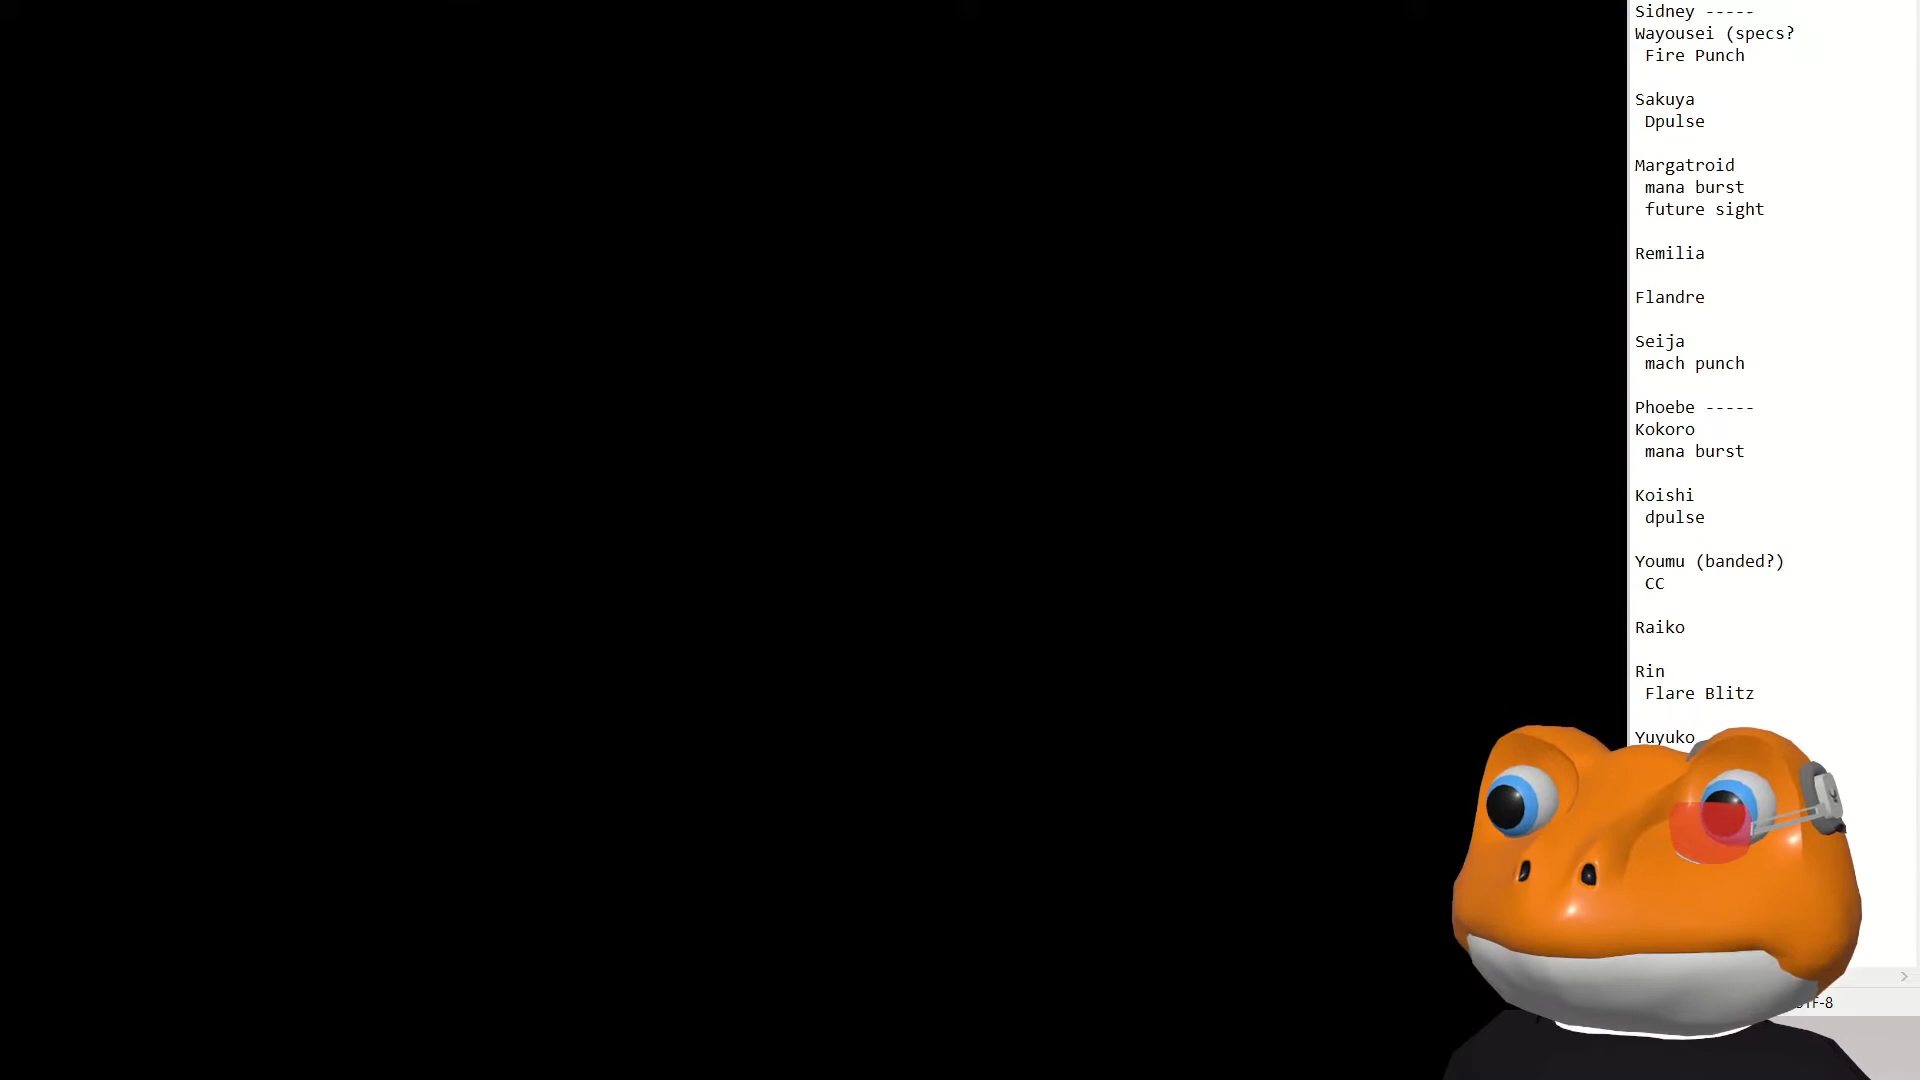 Sidney -----
Wayousei (specs?
Fire Punch
Sakuya
Dpulse
Margatroid
mana burst
future sight
Remilia
Flandre
Seija
mach punch
Phoebe -----
Kokoro
mana burst
Koishi
dpulse
Youmu (banded?)
CC
Raiko
Rin
Flare Blitz
Yuyuko